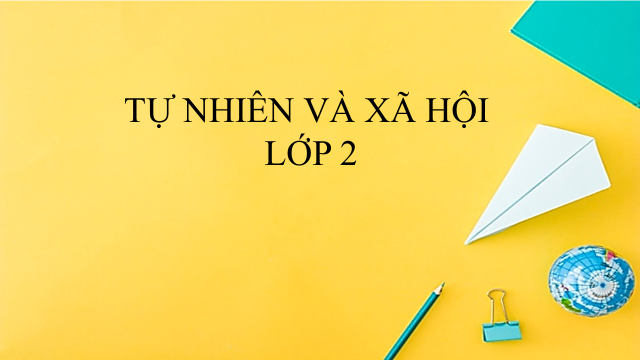 TỰ NHIÊN VÀ XÃ HỘI
LỚP 2